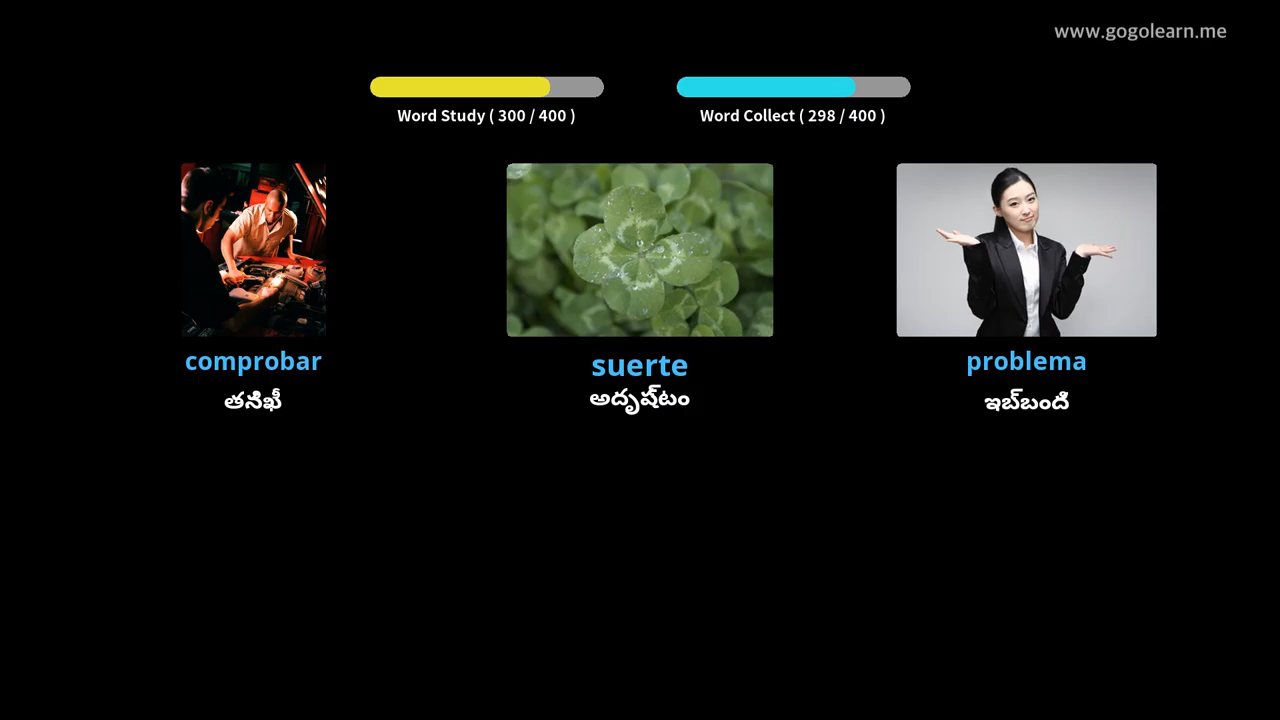 www.gogolearn.me
Word Study ( 300 / 400 )
Word Collect ( 298 / 400 )
comprobar
suerte
problema
తనిఖీ
అదృష్‌టం
ఇబ్‌బంది